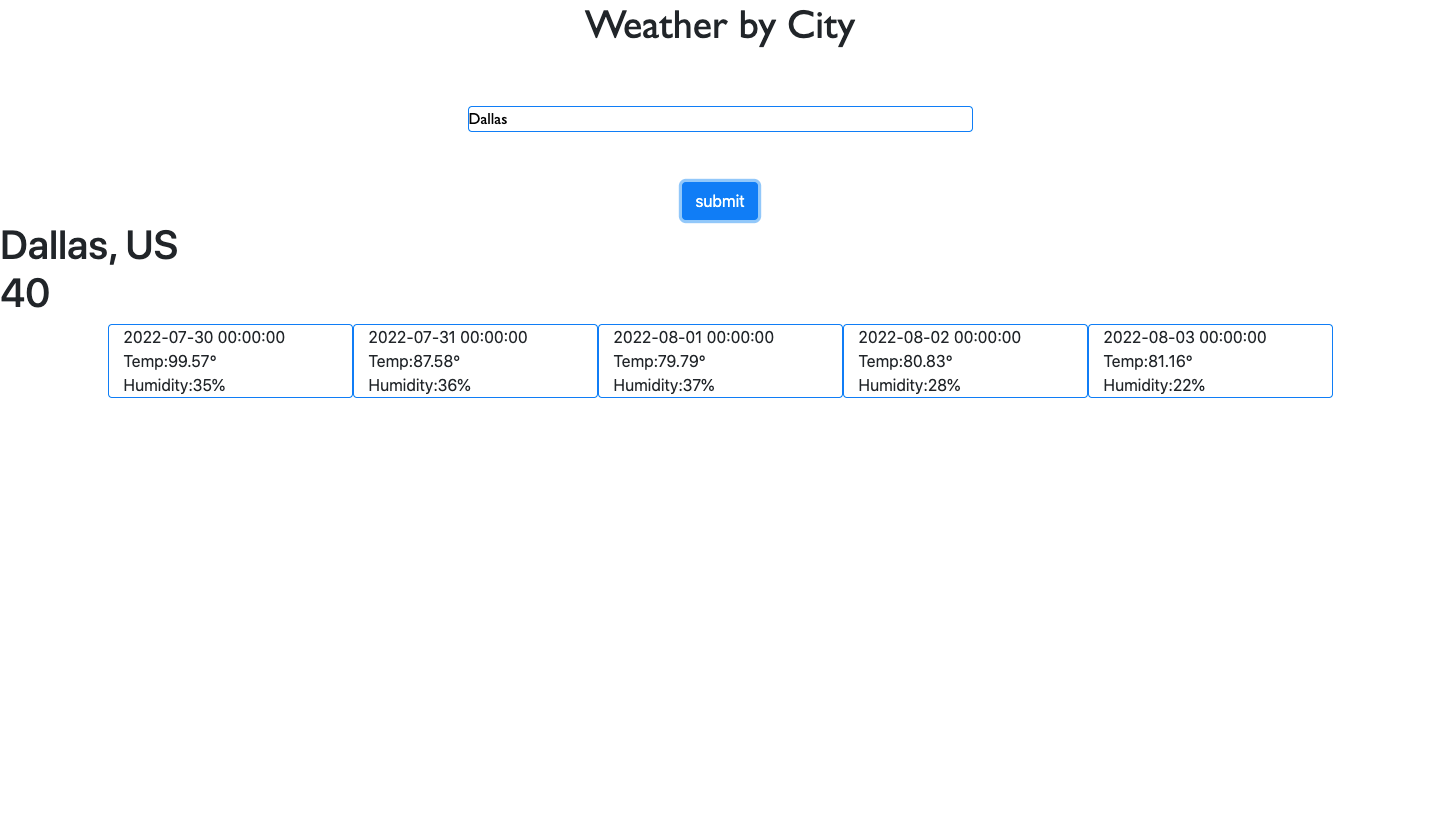 Weather by City
Dallas
submit
Dallas, US
40
2022-07-30 00:00:00
Temp:99.57°
Humidity:35%
2022-07-31 00:00:00
Temp:87.58°
Humidity:36%
2022-08-01 00:00:00
Temp:79.79°
Humidity:37%
2022-08-02 00:00:00
Temp:80.83°
Humidity:28%
2022-08-03 00:00:00
Temp:81.16°
Humidity:22%